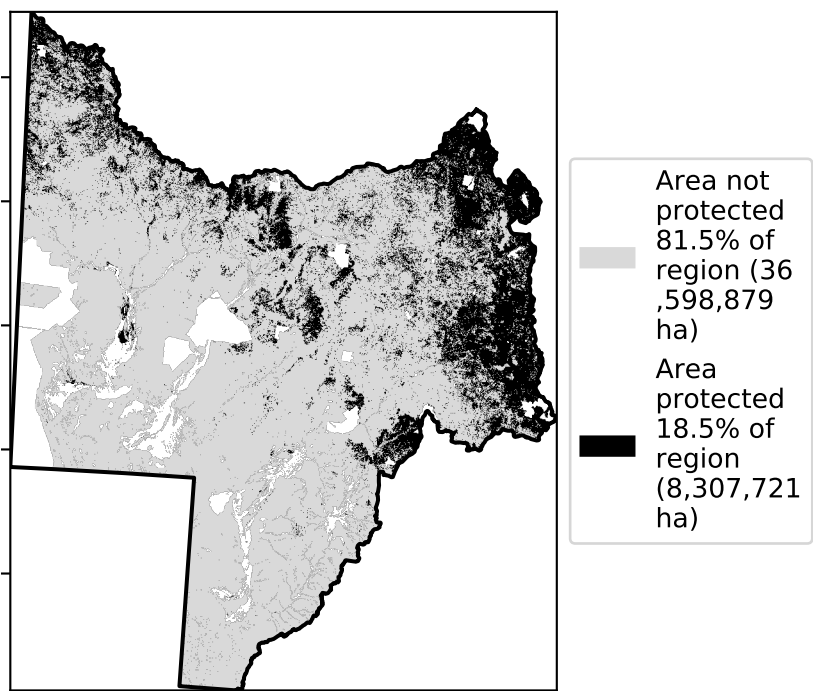 Area not
protected
81.5% of
region (36
,598,879
ha)
Area
protected
18.5% of
region
(8,307,721
ha)